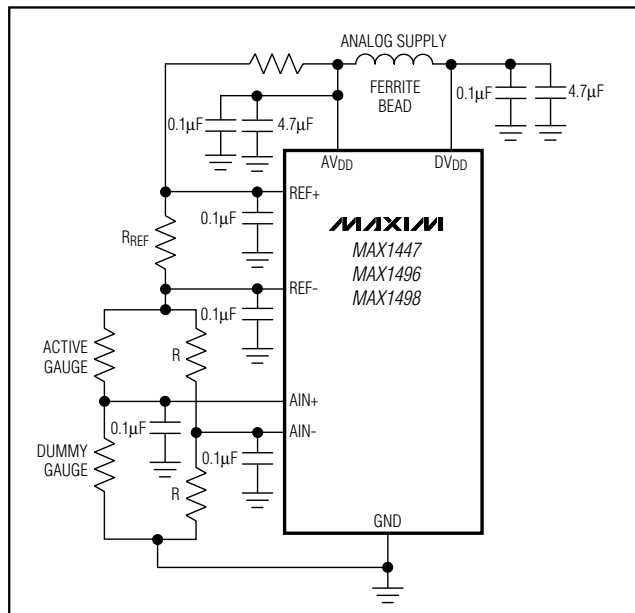 ANALOG SUPPLY
FERRITE
BEAD
0.1µF
4.7µF
0.1µF
4.7µF
AVDD
DVDD
REF+
0.1µF
RREF
MAXIM
MAX1447
MAX1496
MAX1498
REF-
0.1µF
ACTIVE
GAUGE
R
AIN+
0.1µF
AIN-
DUMMY
GAUGE
0.1µF
R
GND